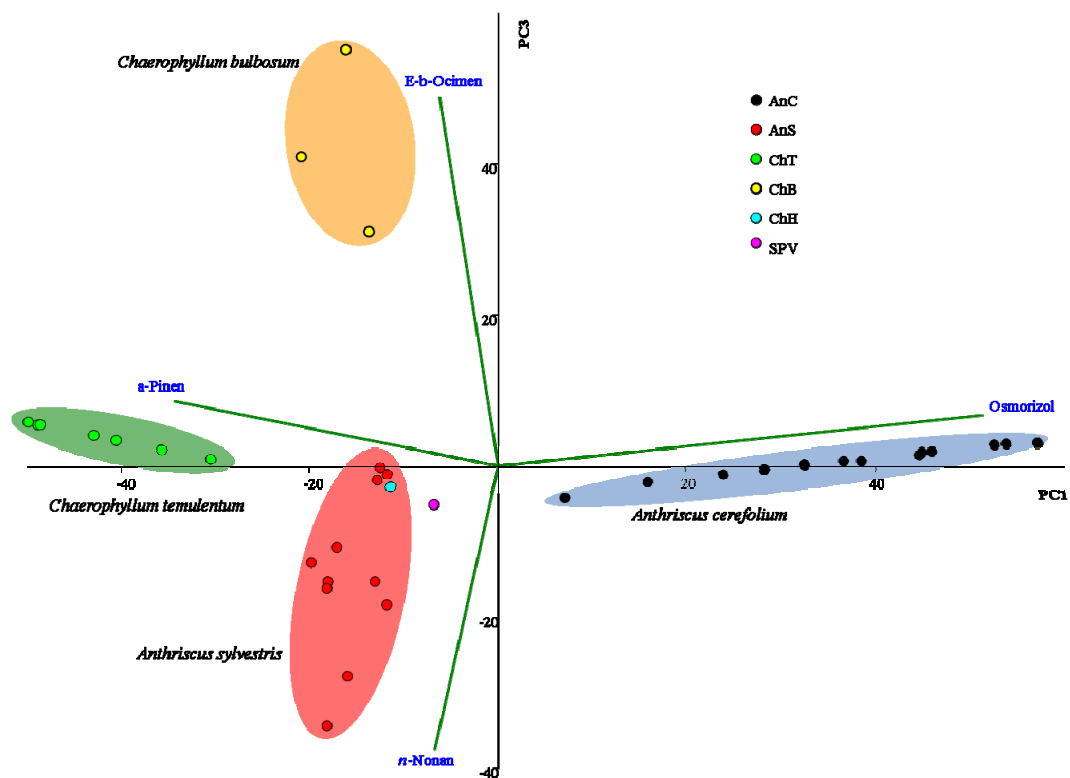 PC3
Chaerophyllum bulbosum
E-b-Ocimen
AnC
AnS
ChT
ChB
ChH
SPV
40
20
a-Pinen
Osmorizol
-40
-20
20
40
PC1
Chaerophyllum temulentum
Anthriscus cerefolium
-20
Anthriscus sylvestris
n-Nonan
-40